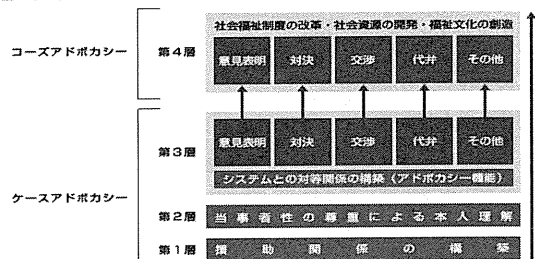 社会福祉制度の改革・社会資源の開発・福祉文化の創造
コーズアドボカシー
第4層
意見表明 対決 交渉 代弁 その他
第3層
意見表明 対決 交渉 代弁 その他
システムとの対等関係の構築（アドボカシー機能）
ケースアドボカシー
第2層 当事者性の尊重による本人理解
第1層 援助関係の構築